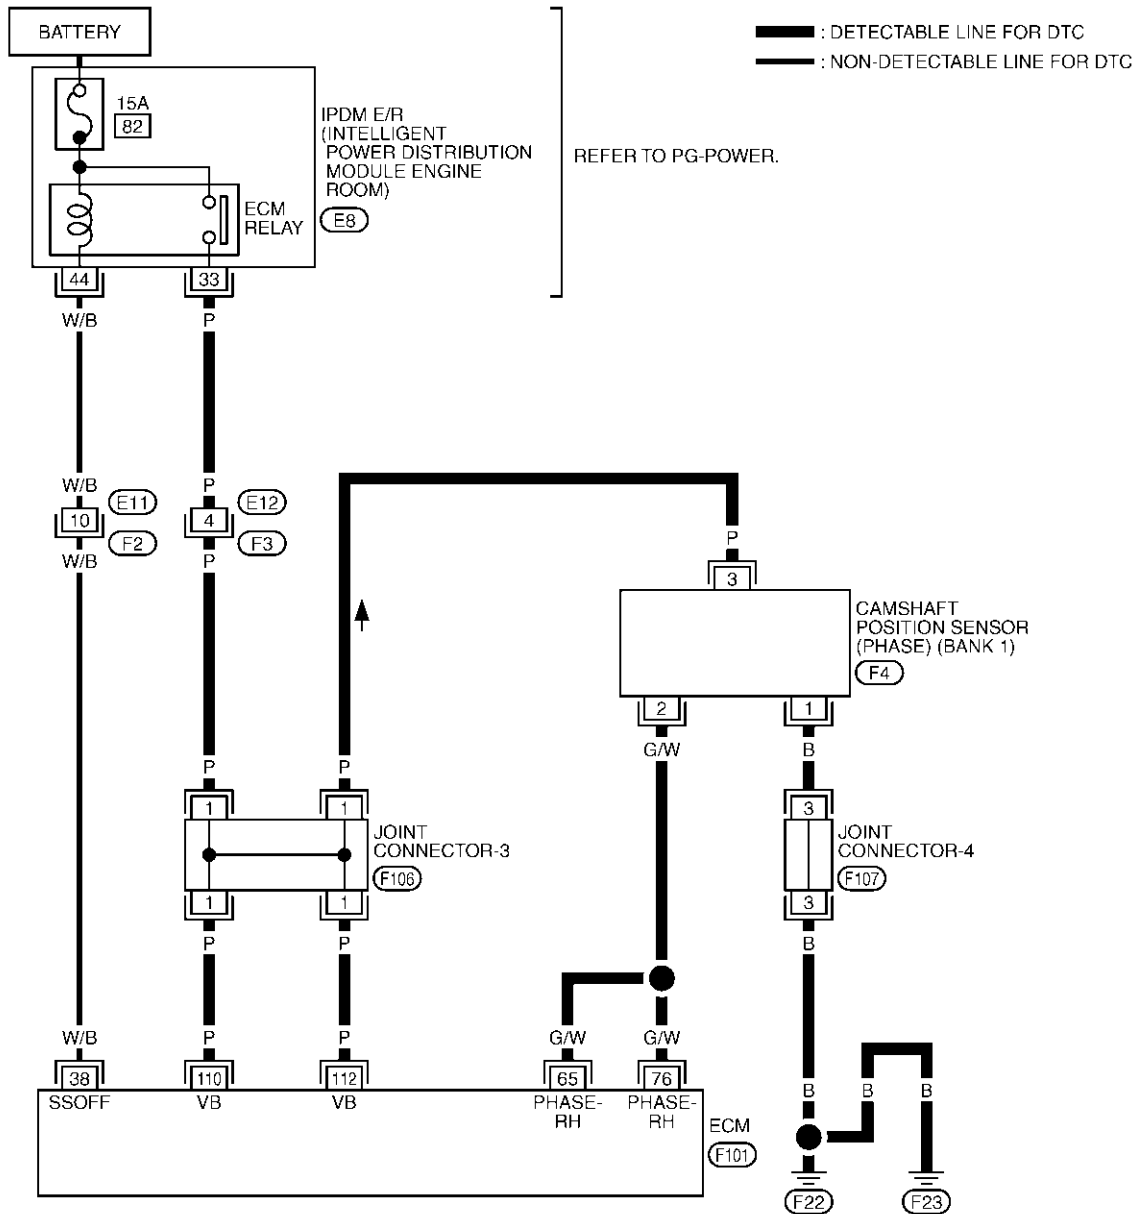 BATTERY
: DETECTABLE LINE FOR DTC
: NON-DETECTABLE LINE FOR DTC
15A
82
IPDM E/R
(INTELLIGENT
POWER DISTRIBUTION
MODULE ENGINE
ROOM)
E8
REFER TO PG-POWER.
ECM
RELAY
44
33
W/B
P
W/B
P
E11
E12
10
4
F2
F3
W/B
P
P
3
CAMSHAFT
POSITION SENSOR
(PHASE) (BANK 1)
F4
2
1
G/W
B
P
P
1
1
3
JOINT
CONNECTOR-3
F106
JOINT
CONNECTOR-4
F107
1
1
3
P
P
B
W/B
P
P
G/W
G/W
38
110
112
65
76
SSOFF
VB
VB
PHASE-
RH
PHASE-
RH
ECM
F101
B
B
B
F22
F23